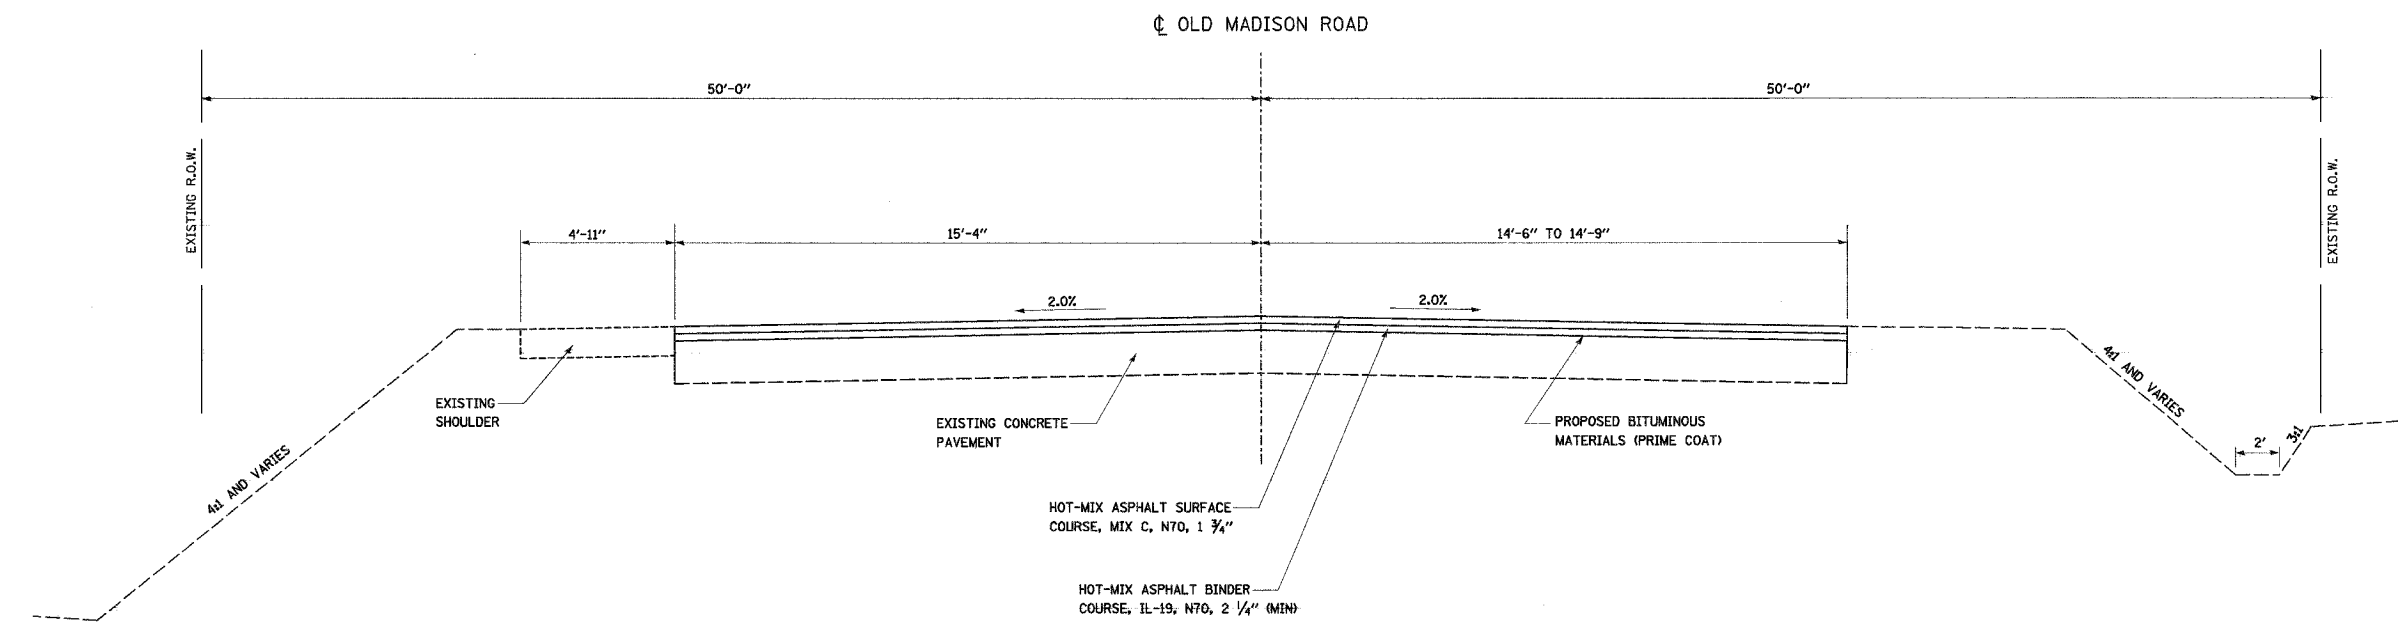 ℄ OLD MADISON ROAD
50'-0"
50'-0"
EXISTING R.O.W.
EXISTING R.O.W.
4'-11"
15'-4"
14'-6" TO 14'-9"
2.0%
2.0%
4:1 AND VARIES
EXISTING
SHOULDER
EXISTING CONCRETE
PAVEMENT
PROPOSED BITUMINOUS
MATERIALS (PRIME COAT)
4:1 AND VARIES
2'
3:1
HOT-MIX ASPHALT SURFACE
COURSE, MIX C, N70, 1 3/4"
HOT-MIX ASPHALT BINDER
COURSE, IL-19, N70, 2 1/4" (MIN)